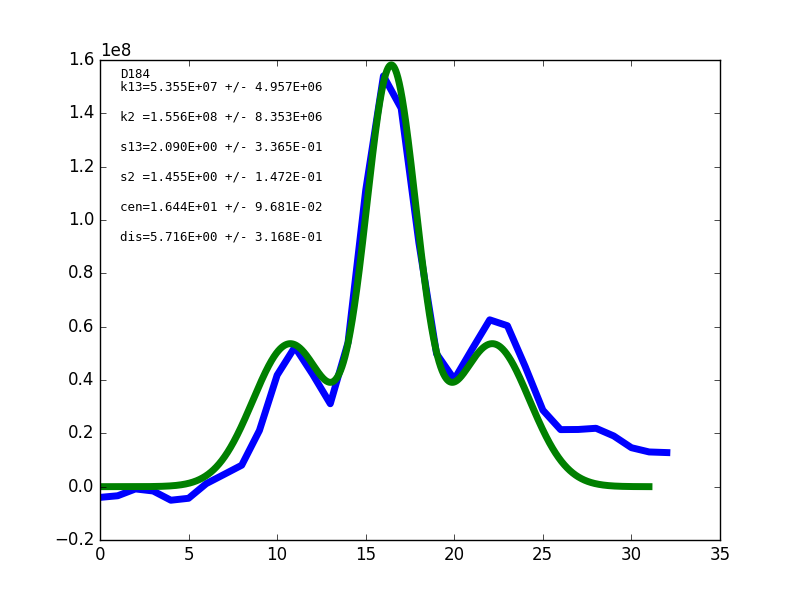 1e8
D184
k13=5.355E+07 +/- 4.957E+06
k2 =1.556E+08 +/- 8.353E+06
s13=2.090E+00 +/- 3.365E-01
s2 =1.455E+00 +/- 1.472E-01
cen=1.644E+01 +/- 9.681E-02
dis=5.716E+00 +/- 3.168E-01
1.6
1.4
1.2
1.0
0.8
0.6
0.4
0.2
0.0
−0.2
0 5 10 15 20 25 30 35